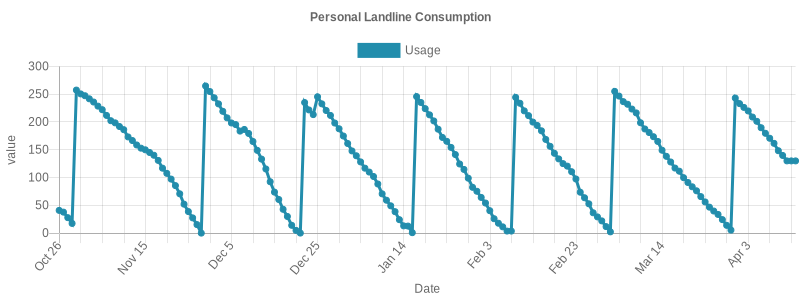 Personal Landline Consumption
Usage
300
250
200
150
100
50
0
value
Oct 26
Nov 15
Dec 5
Dec 25
Jan 14
Feb 3
Feb 23
Mar 14
Apr 3
Date